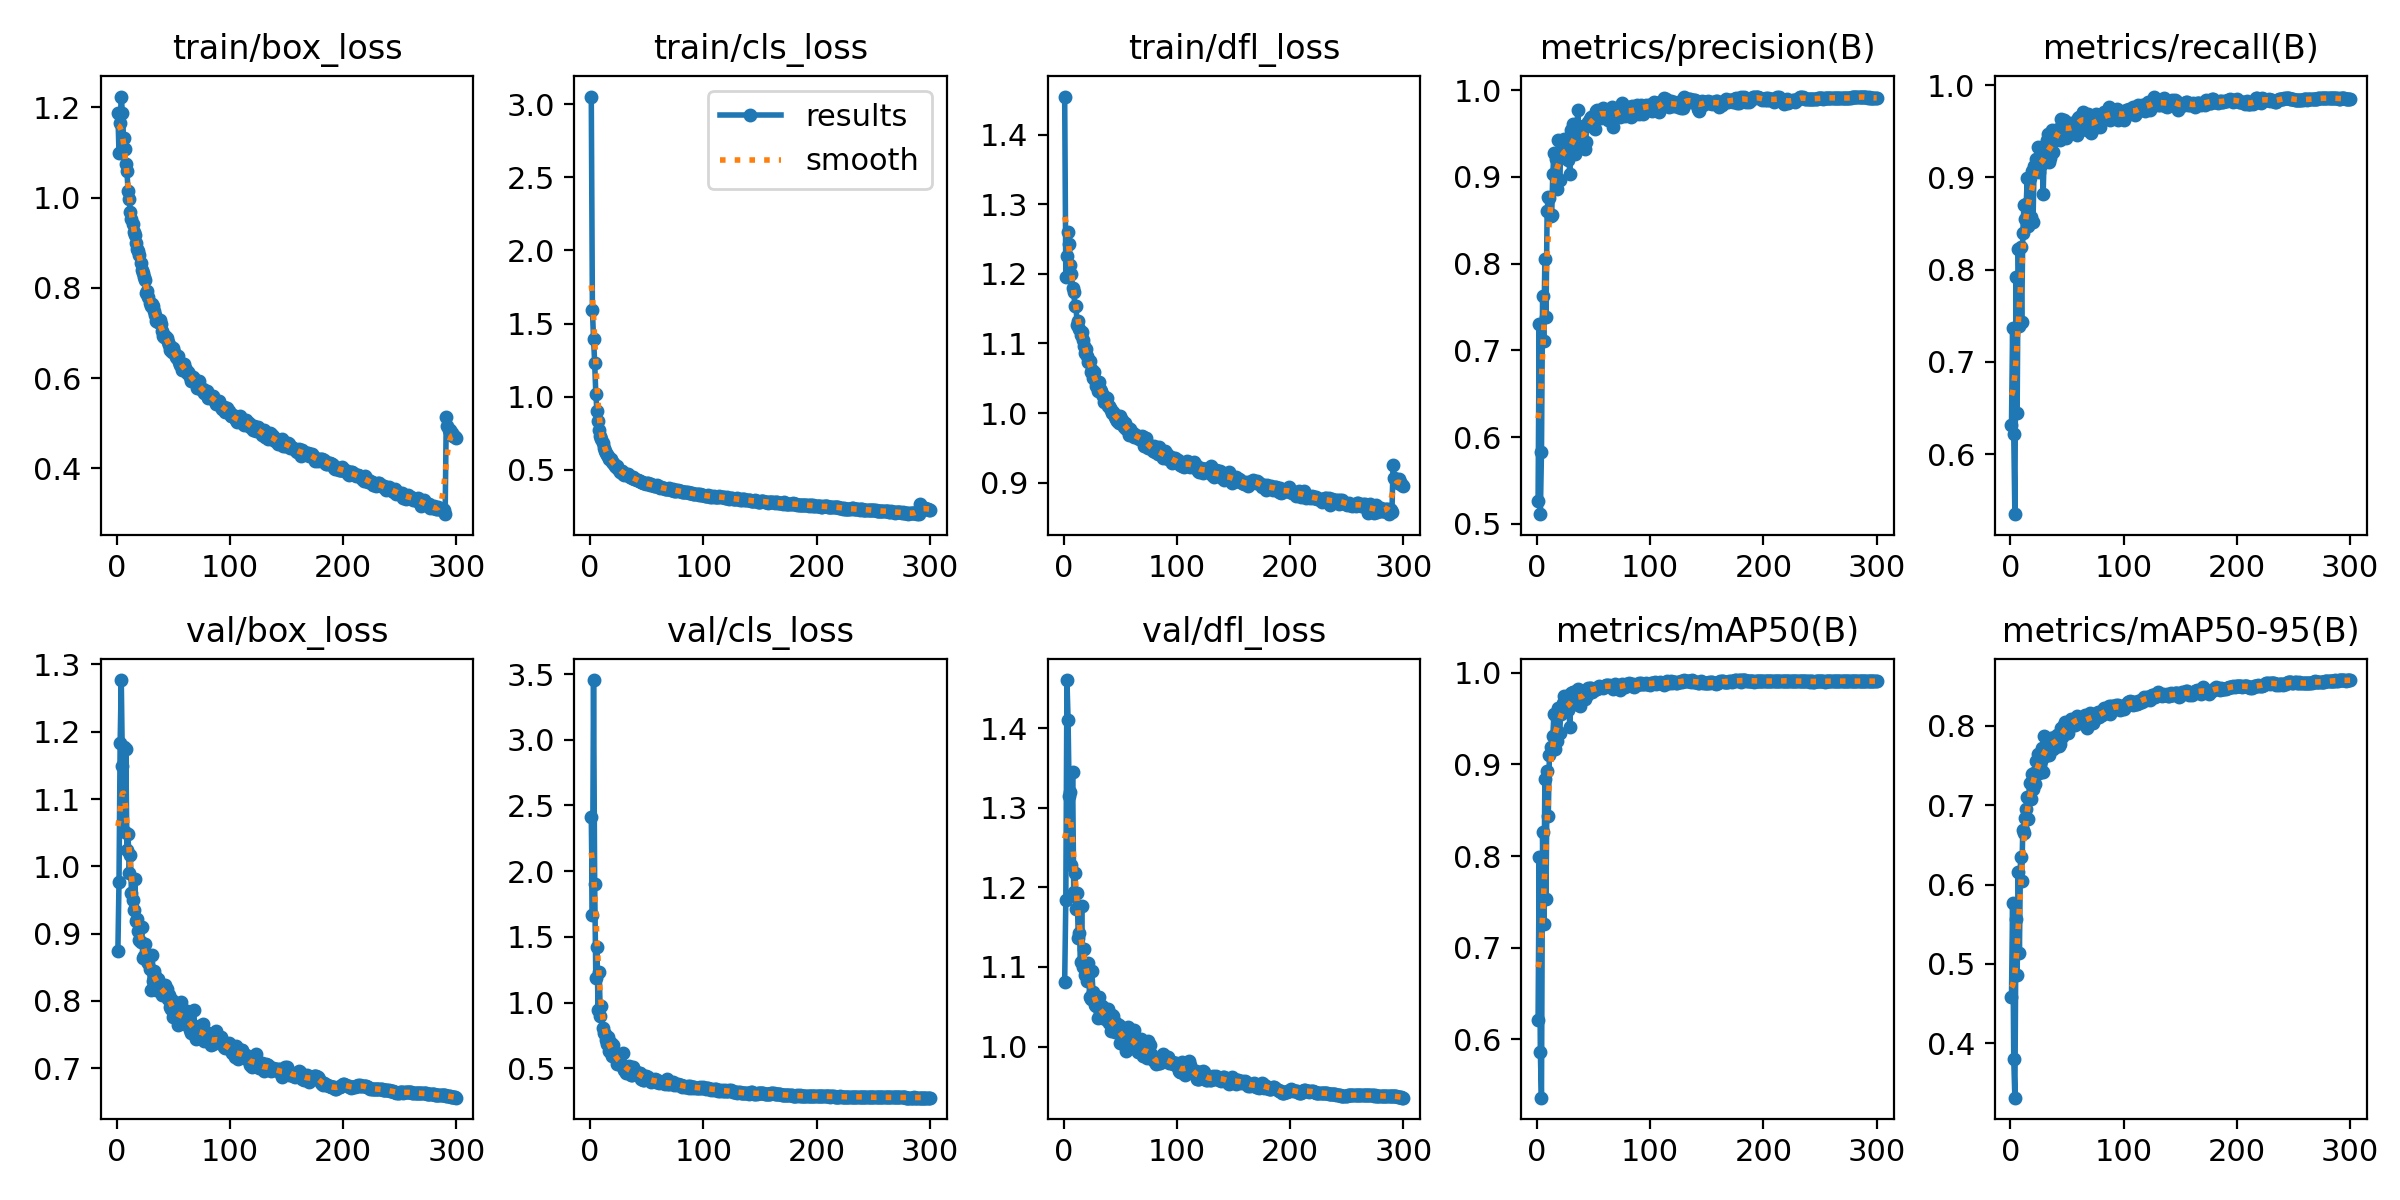 train/box_loss
1.2
1.0
0.8
0.6
0.4
0 100 200 300
train/cls_loss
results
smooth
3.0
2.5
2.0
1.5
1.0
0.5
0 100 200 300
train/dfl_loss
1.4
1.3
1.2
1.1
1.0
0.9
0 100 200 300
metrics/precision(B)
1.0
0.9
0.8
0.7
0.6
0.5
0 100 200 300
metrics/recall(B)
1.0
0.9
0.8
0.7
0.6
0 100 200 300
val/box_loss
1.3
1.2
1.1
1.0
0.9
0.8
0.7
0 100 200 300
val/cls_loss
3.5
3.0
2.5
2.0
1.5
1.0
0.5
0 100 200 300
val/dfl_loss
1.4
1.3
1.2
1.1
1.0
0 100 200 300
metrics/mAP50(B)
1.0
0.9
0.8
0.7
0.6
0 100 200 300
metrics/mAP50-95(B)
0.8
0.7
0.6
0.5
0.4
0 100 200 300